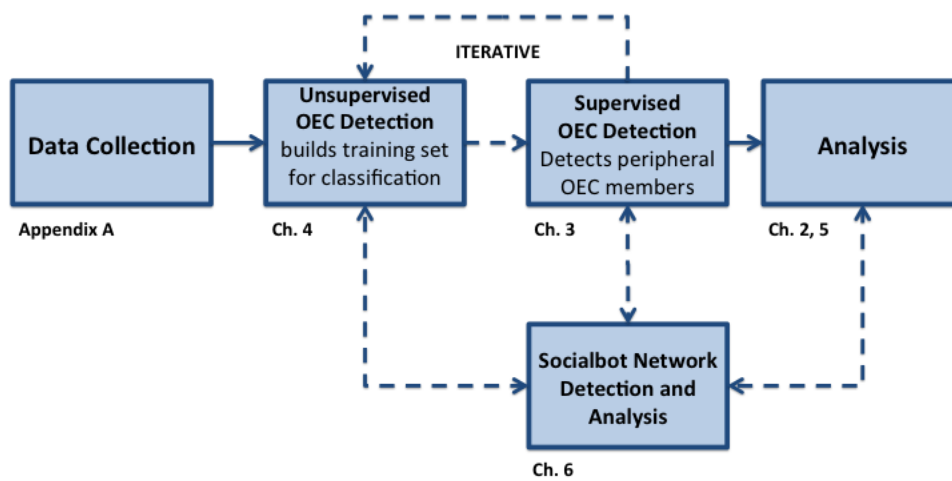 ITERATIVE
Data Collection
Unsupervised
OEC Detection
builds training set
for classification
Supervised
OEC Detection
Detects peripheral
OEC members
Analysis
Appendix A
Ch. 4
Ch. 3
Ch. 2, 5
Socialbot Network
Detection and
Analysis
Ch. 6